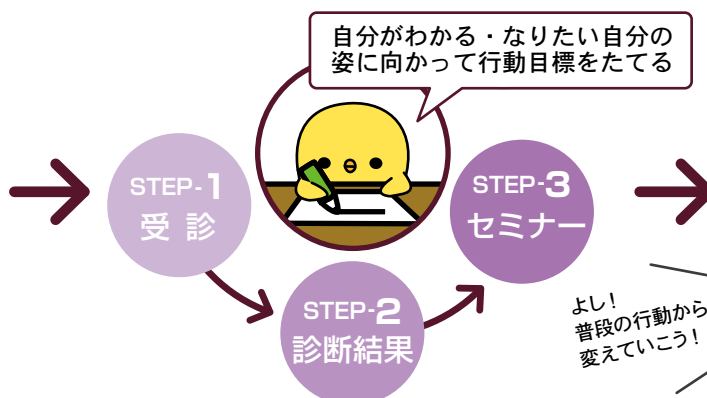 自分がわかる・なりたい自分の
姿に向かって行動目標をたてる
STEP-1
受 診
STEP-2
診断結果
STEP-3
セミナー
よし！
普段の行動から
変えていこう！